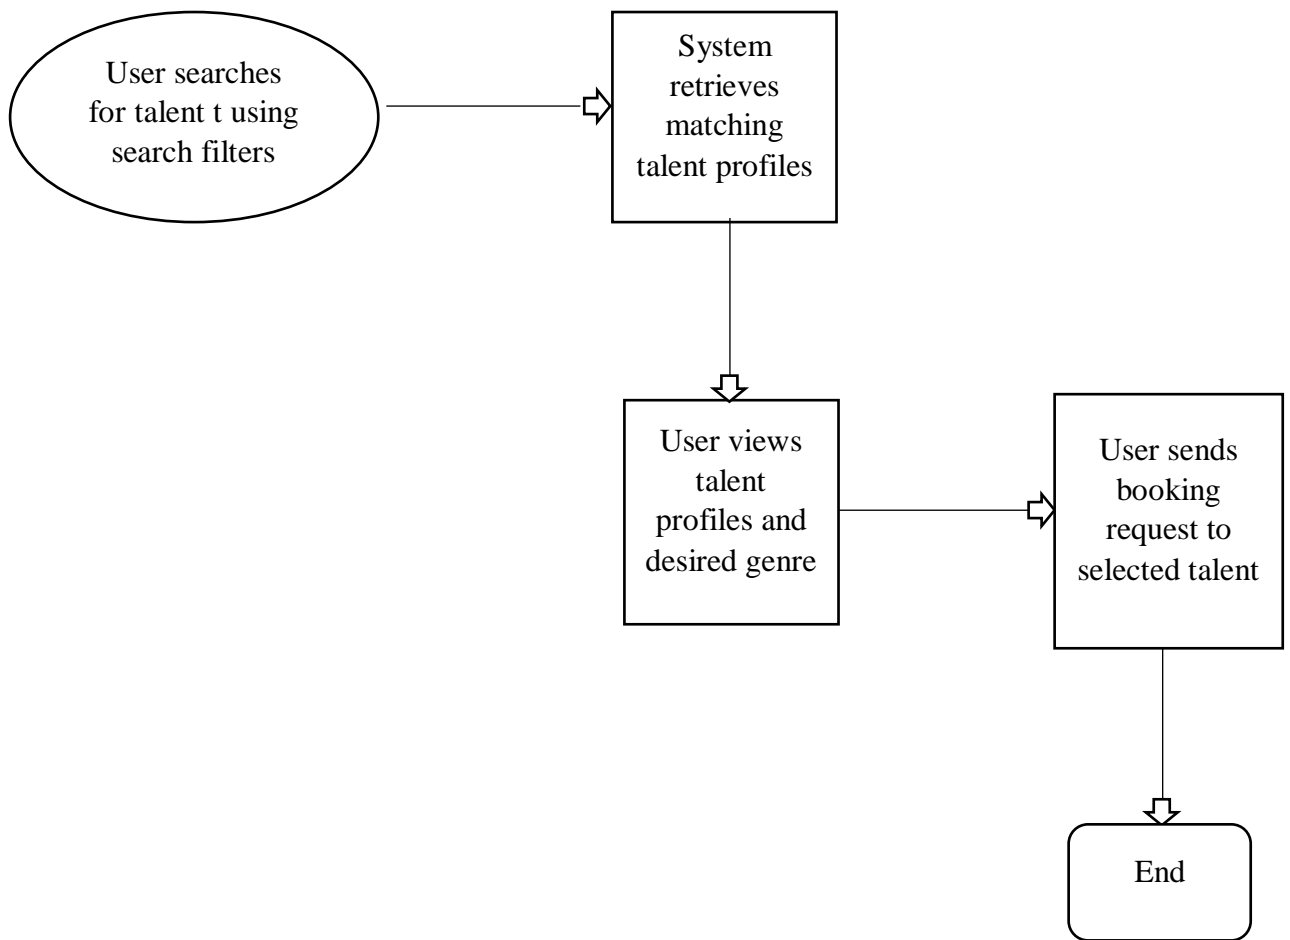 User searches
for talent t using
search filters
System
retrieves
matching
talent profiles
User views
talent
profiles and
desired genre
User sends
booking
request to
selected talent
End